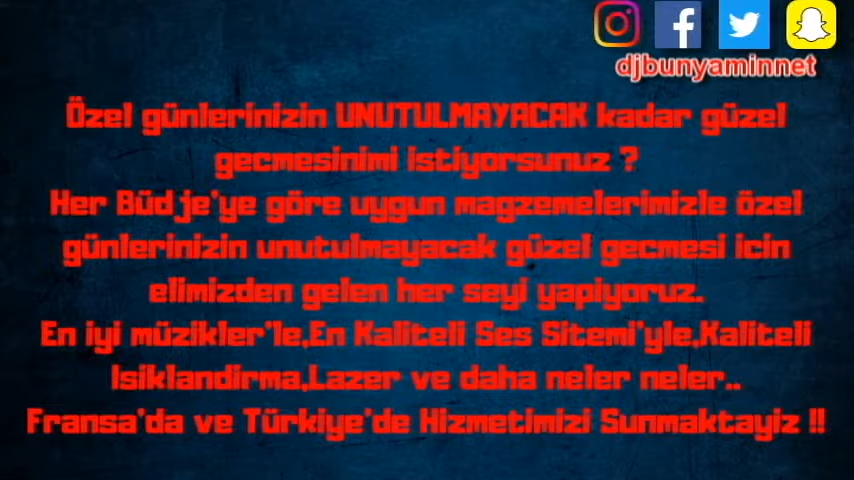 djbunyaminnet
Özel günlerinizin UNUTULMAYACAK kadar güzel
gecmesinimi istiyorsunuz ?
Her Büdje'ye göre uygun magzemelerimizle özel
günlerinizin unutulmayacak güzel gecmesi icin
elimizden gelen her seyi yapiyoruz.
En iyi müzikler'le,En Kaliteli Ses Sitemi'yle,Kaliteli
Isiklandirma,Lazer ve daha neler neler..
Fransa'da ve Türkiye'de Hizmetimizi Sunmaktayiz !!